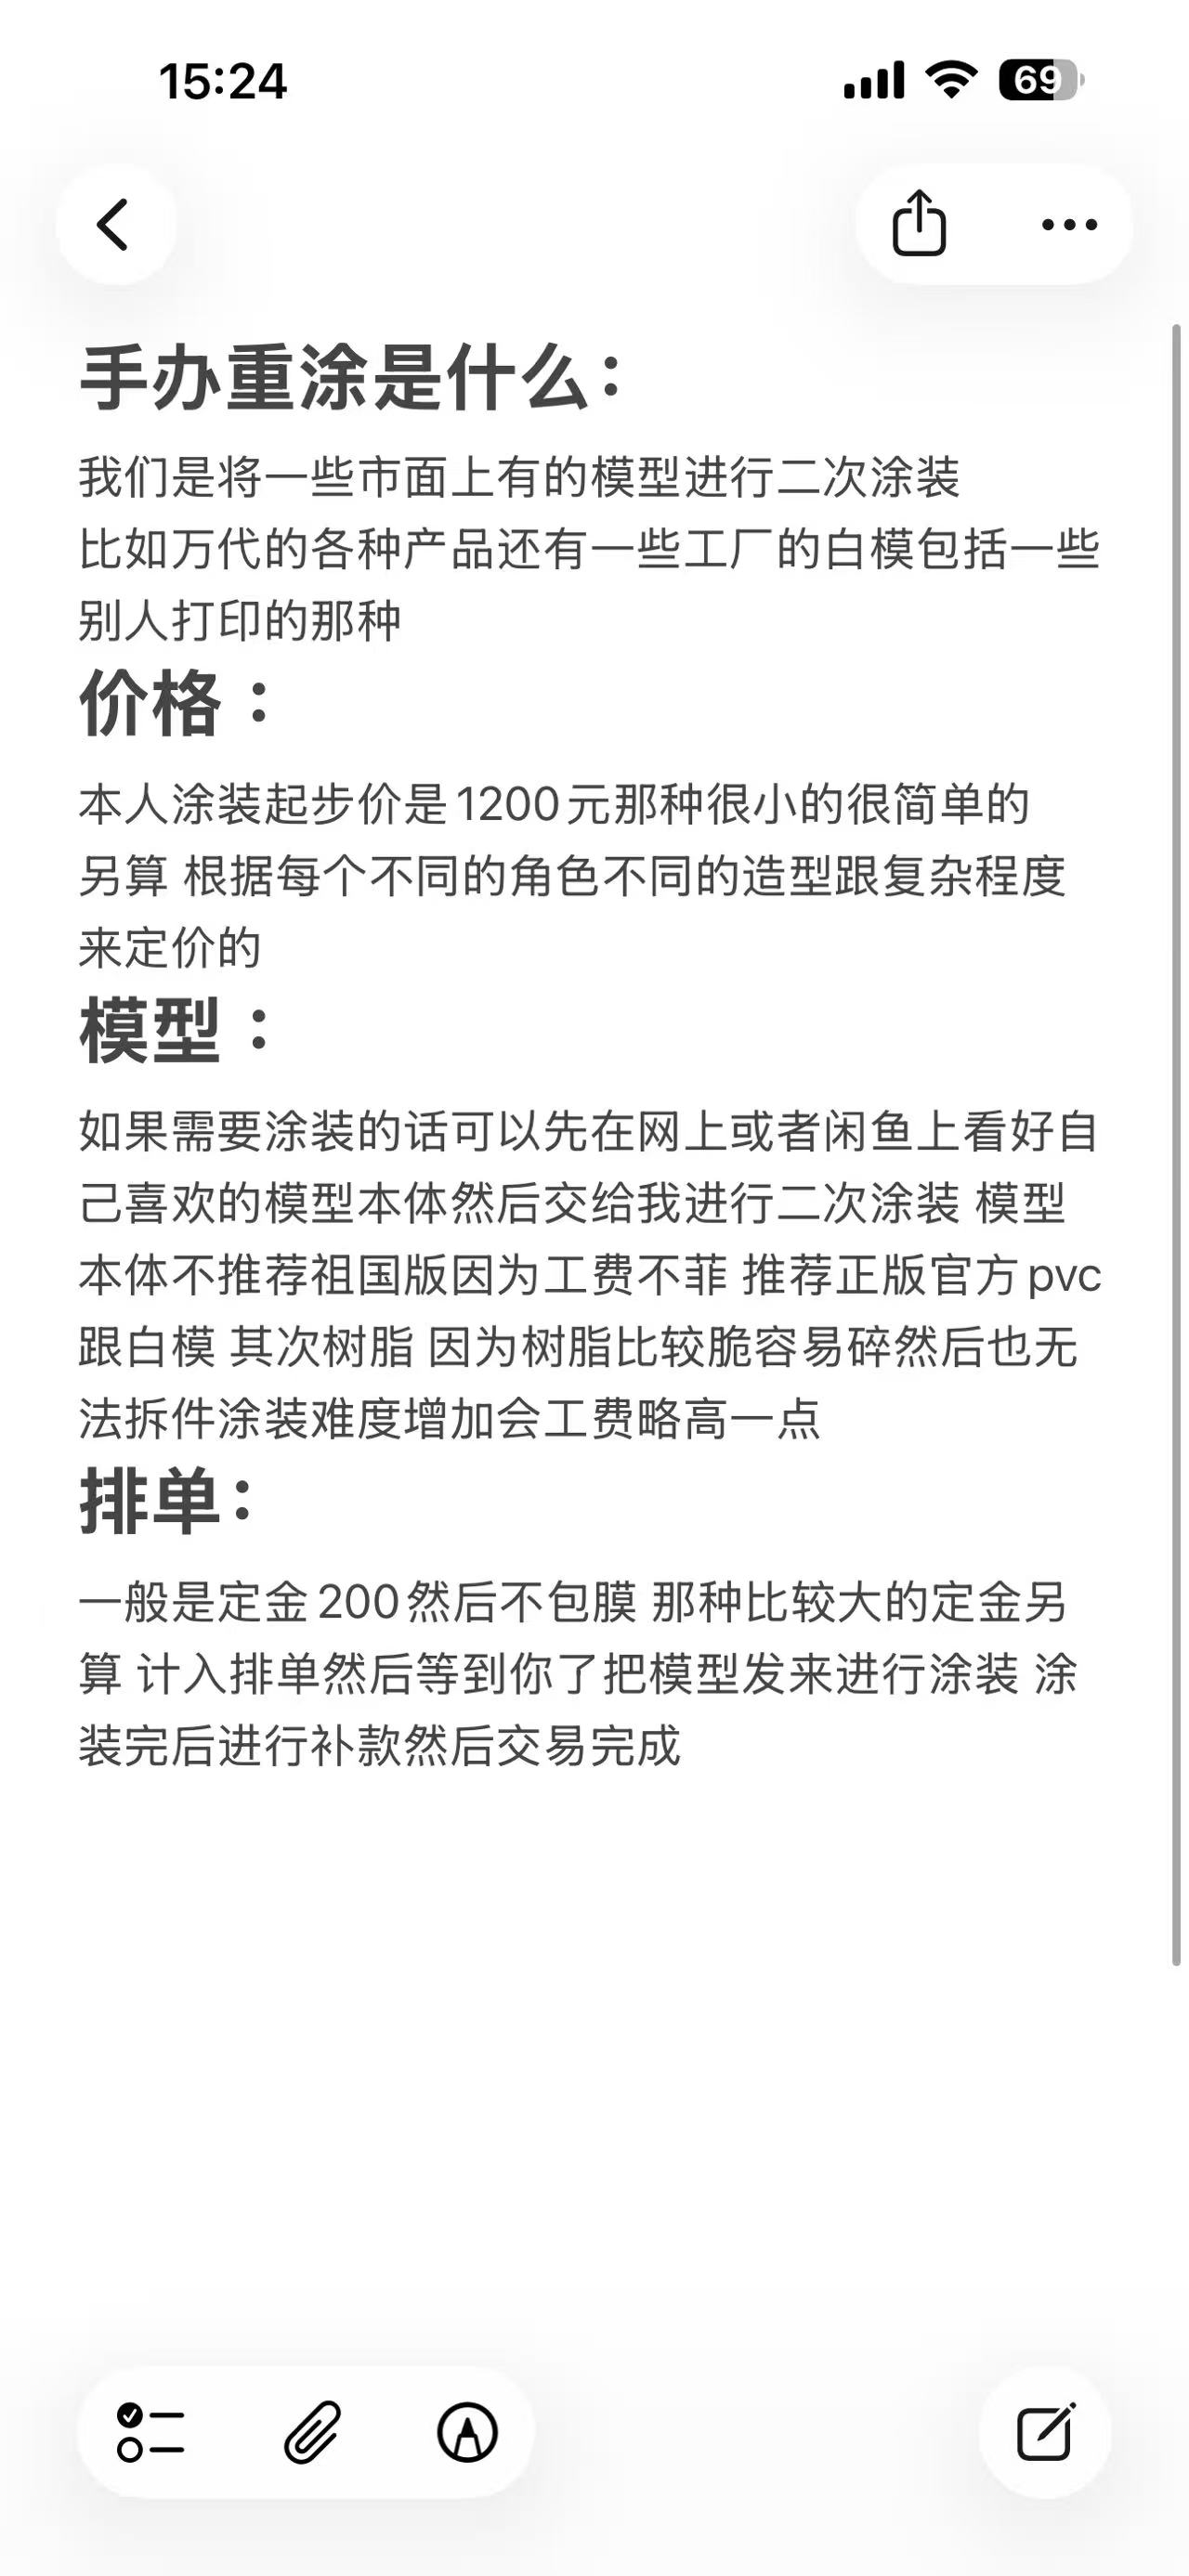 15:24
69
手办重涂是什么：
我们是将一些市面上有的模型进行二次涂装
比如万代的各种产品还有一些工厂的白模包括一些
别人打印的那种
价格 ：
本人涂装起步价是1200元那种很小的很简单的
另算 根据每个不同的角色不同的造型跟复杂程度
来定价的
模型 ：
如果需要涂装的话可以先在网上或者闲鱼上看好自
己喜欢的模型本体然后交给我进行二次涂装 模型
本体不推荐祖国版因为工费不菲 推荐正版官方pvc
跟白模 其次树脂 因为树脂比较脆容易碎然后也无
法拆件涂装难度增加会工费略高一点
排单：
一般是定金200然后不包膜 那种比较大的定金另
算 计入排单然后等到你了把模型发来进行涂装 涂
装完后进行补款然后交易完成